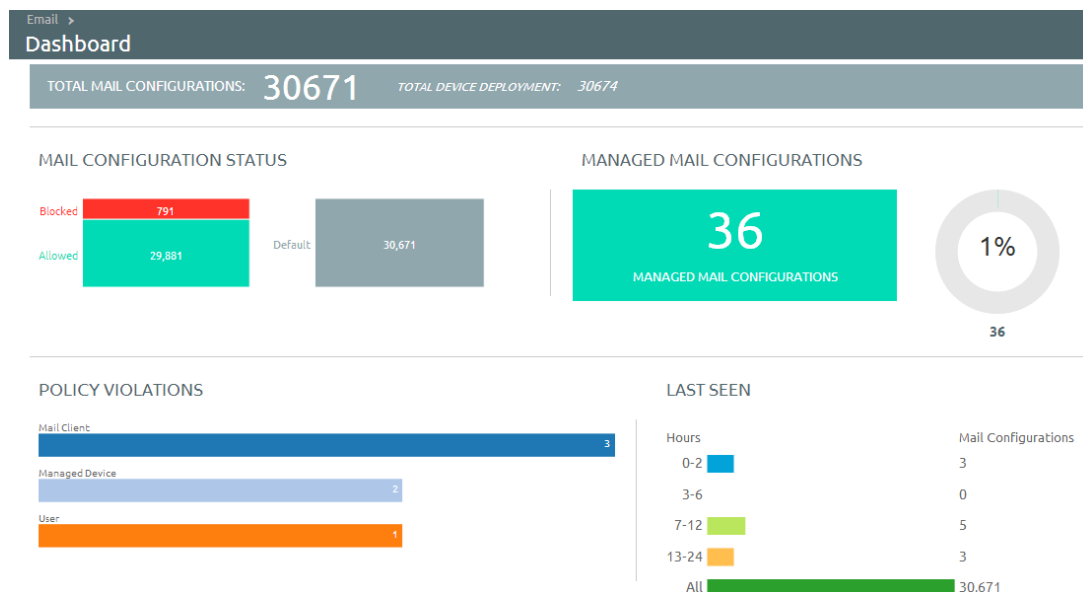 Email >
Dashboard
TOTAL MAIL CONFIGURATIONS: 30671 TOTAL DEVICE DEPLOYMENT: 30674
MAIL CONFIGURATION STATUS
Blocked 791
Allowed 29,881
Default 30,671
MANAGED MAIL CONFIGURATIONS
36
MANAGED MAIL CONFIGURATIONS
1%
36
POLICY VIOLATIONS
Mail Client
3
Managed Device
2
User
1
LAST SEEN
Hours Mail Configurations
0-2 3
3-6 0
7-12 5
13-24 3
All 30,671